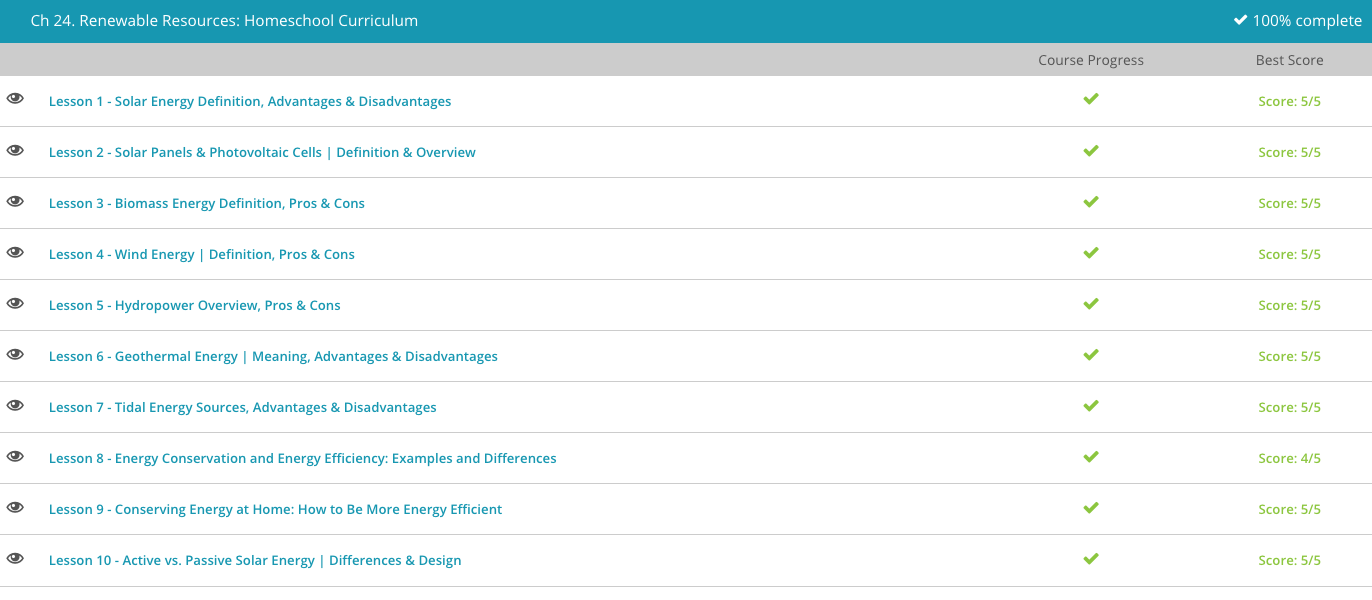 Ch 24. Renewable Resources: Homeschool Curriculum 100% complete
Course Progress Best Score
Lesson 1 - Solar Energy Definition, Advantages & Disadvantages Score: 5/5
Lesson 2 - Solar Panels & Photovoltaic Cells | Definition & Overview Score: 5/5
Lesson 3 - Biomass Energy Definition, Pros & Cons Score: 5/5
Lesson 4 - Wind Energy | Definition, Pros & Cons Score: 5/5
Lesson 5 - Hydropower Overview, Pros & Cons Score: 5/5
Lesson 6 - Geothermal Energy | Meaning, Advantages & Disadvantages Score: 5/5
Lesson 7 - Tidal Energy Sources, Advantages & Disadvantages Score: 5/5
Lesson 8 - Energy Conservation and Energy Efficiency: Examples and Differences Score: 4/5
Lesson 9 - Conserving Energy at Home: How to Be More Energy Efficient Score: 5/5
Lesson 10 - Active vs. Passive Solar Energy | Differences & Design Score: 5/5